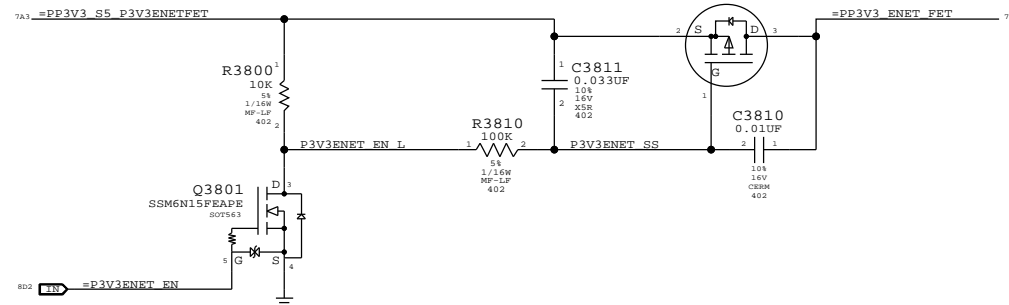 7A3 =PP3V3_S5_P3V3ENETFET
=PP3V3_ENET_FET 7
2 S D 3
G
1
R3800
10K
5%
1/16W
MF-LF
402
1
2
C3811
0.033UF
10%
16V
X5R
402
1
2
R3810
100K
5%
1/16W
MF-LF
402
1 2
C3810
0.01UF
10%
16V
CERM
402
2 1
P3V3ENET_EN_L
P3V3ENET_SS
Q3801
SSM6N15FEAPE
SOT563
D 3
5 G S 4
8D2 IN =P3V3ENET_EN